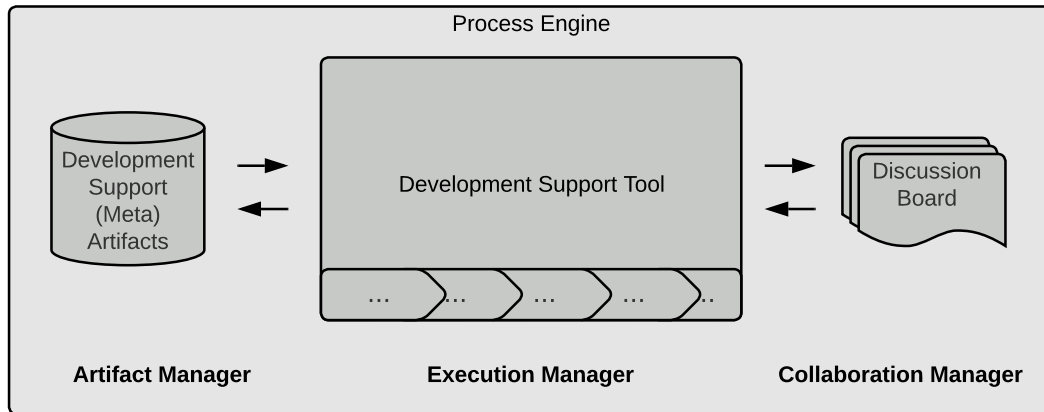 Process Engine
Development
Support
(Meta)
Artifacts
Development Support Tool
Discussion
Board
... ... ... ... ..
Artifact Manager Execution Manager Collaboration Manager